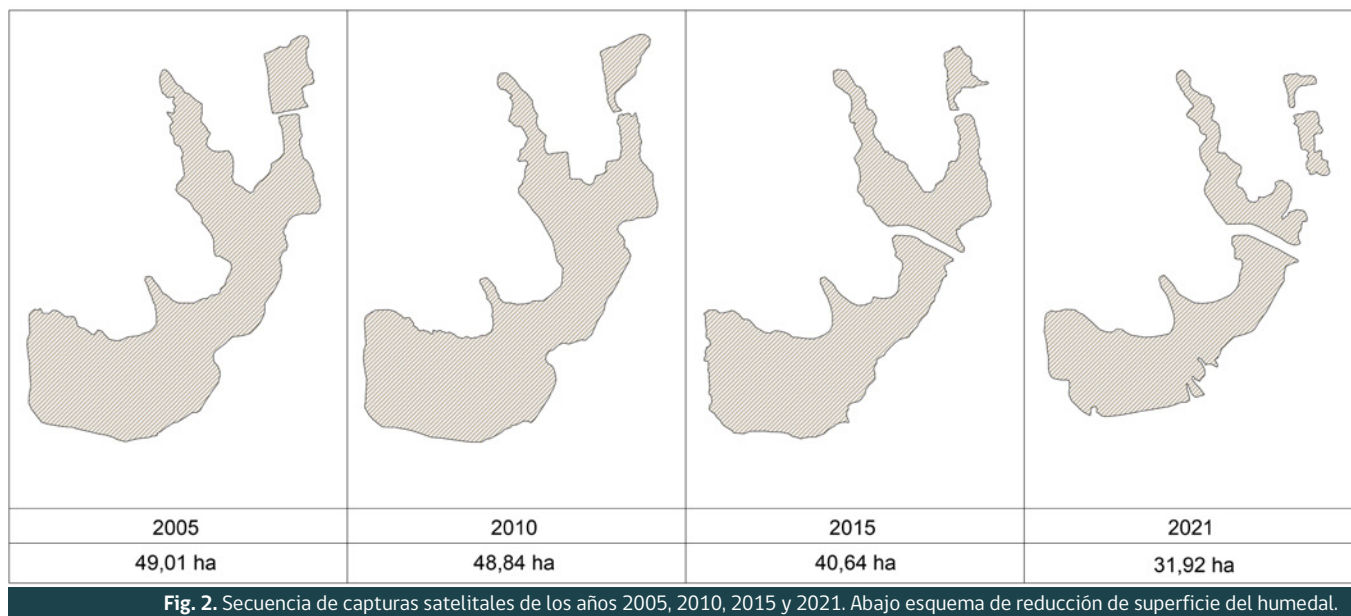 2005 2010 2015 2021
49,01 ha 48,84 ha 40,64 ha 31,92 ha
Fig. 2. Secuencia de capturas satelitales de los años 2005, 2010, 2015 y 2021. Abajo esquema de reducción de superficie del humedal.